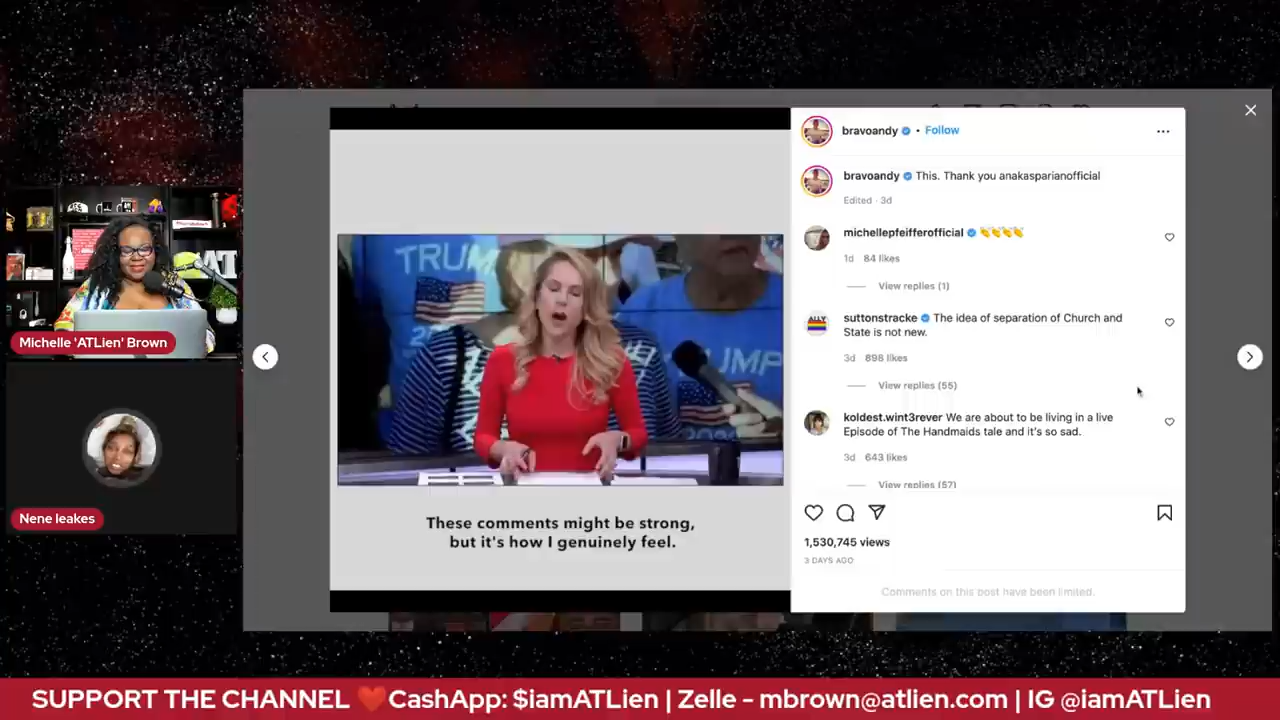 bravoandy • Follow
bravoandy This. Thank you anakasparianofficial
Edited · 3d
michellepfeifferofficial 👏👏👏👏
1d 84 likes
View replies (1)
ALLY
suttonstracke The idea of separation of Church and
State is not new.
3d 898 likes
View replies (55)
koldest.wint3rever We are about to be living in a live
Episode of The Handmaids tale and it's so sad.
3d 643 likes
View replies (57)
1,530,745 views
3 DAYS AGO
Comments on this post have been limited.
TRUMP
TRUMP
These comments might be strong,
but it's how I genuinely feel.
AT
Michelle 'ATLien' Brown
Nene leakes
SUPPORT THE CHANNEL ❤️CashApp: $iamATLien | Zelle - mbrown@atlien.com | IG @iamATLien